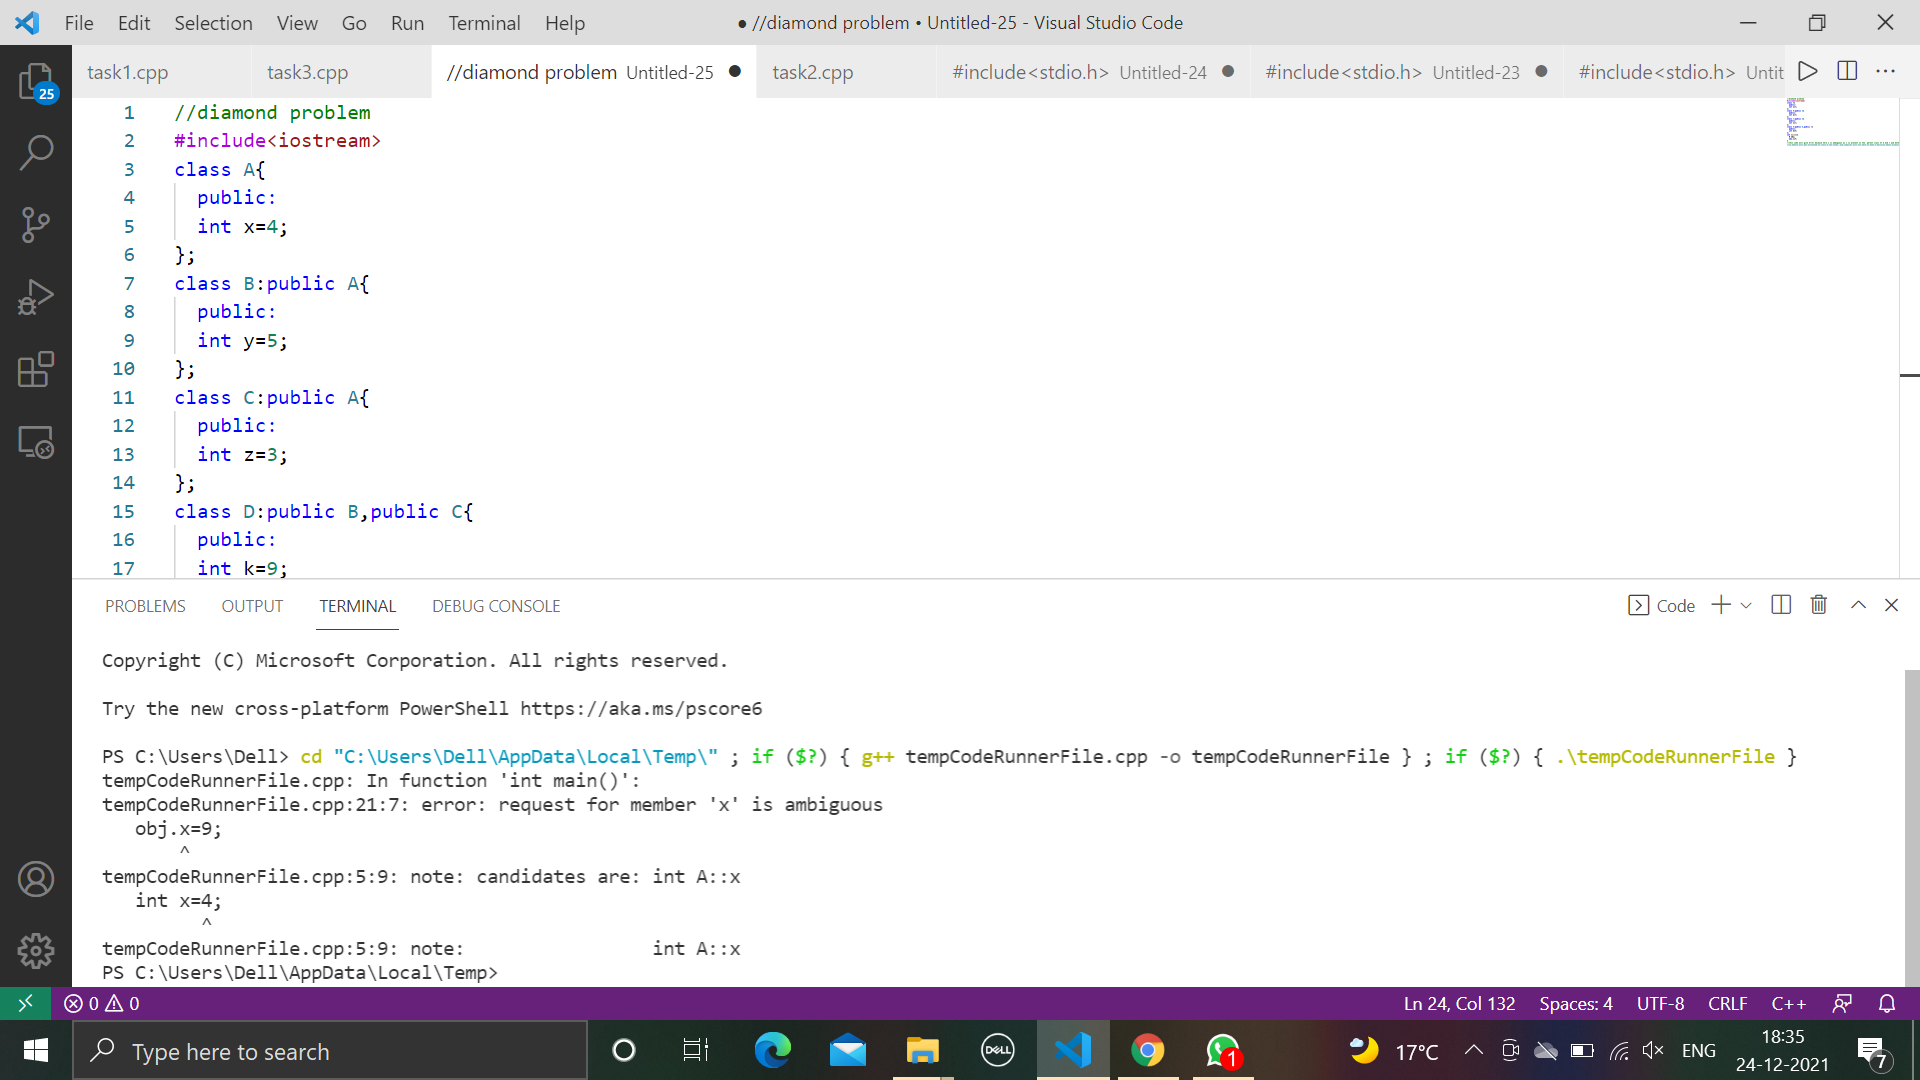 File Edit Selection View Go Run Terminal Help
● //diamond problem • Untitled-25 - Visual Studio Code
task1.cpp task3.cpp //diamond problem Untitled-25 task2.cpp #include<stdio.h> Untitled-24 #include<stdio.h> Untitled-23 #include<stdio.h> Untit
25
1 //diamond problem
2 #include<iostream>
3 class A{
4 public:
5 int x=4;
6 };
7 class B:public A{
8 public:
9 int y=5;
10 };
11 class C:public A{
12 public:
13 int z=3;
14 };
15 class D:public B,public C{
16 public:
17 int k=9;
PROBLEMS OUTPUT TERMINAL DEBUG CONSOLE
Code
Copyright (C) Microsoft Corporation. All rights reserved.
Try the new cross-platform PowerShell https://aka.ms/pscore6
PS C:\Users\Dell> cd "C:\Users\Dell\AppData\Local\Temp\" ; if ($?) { g++ tempCodeRunnerFile.cpp -o tempCodeRunnerFile } ; if ($?) { .\tempCodeRunnerFile }
tempCodeRunnerFile.cpp: In function 'int main()':
tempCodeRunnerFile.cpp:21:7: error: request for member 'x' is ambiguous
obj.x=9;
^
tempCodeRunnerFile.cpp:5:9: note: candidates are: int A::x
int x=4;
^
tempCodeRunnerFile.cpp:5:9: note: int A::x
PS C:\Users\Dell\AppData\Local\Temp>
0 0
Ln 24, Col 132 Spaces: 4 UTF-8 CRLF C++
Type here to search
DELL
1
17°C
ENG
18:35
24-12-2021
7